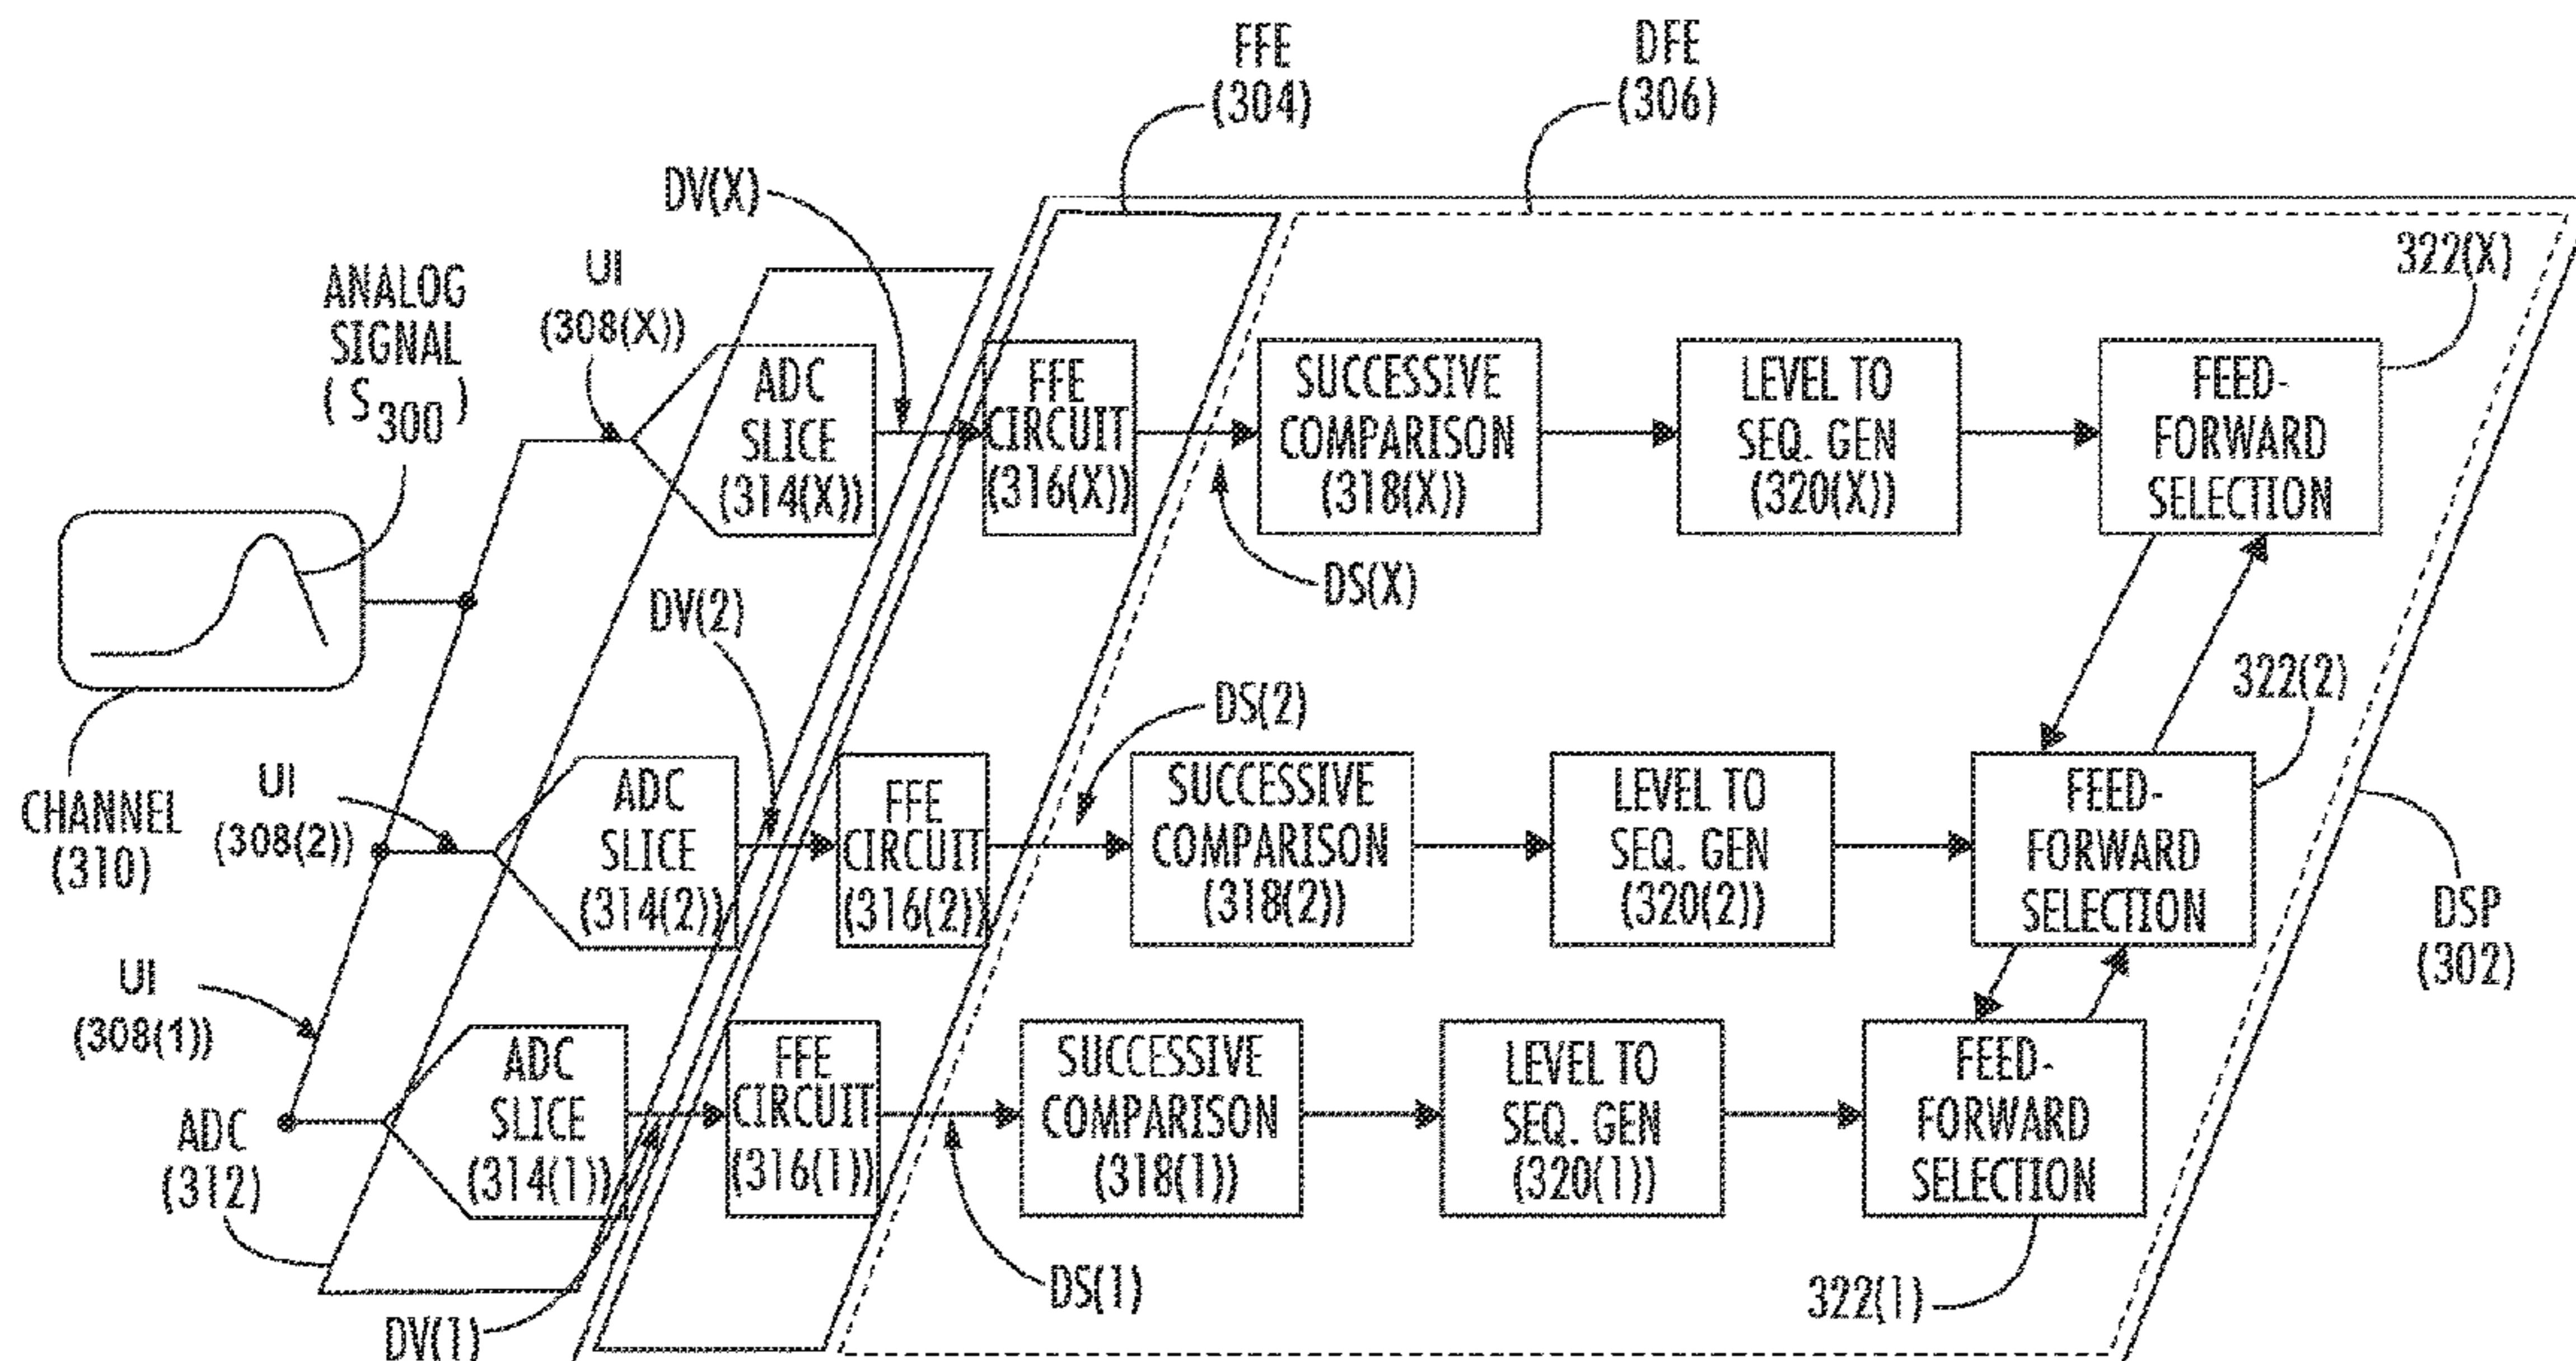 FFE
(304)
DFE
(306)
DV(X)
ANALOG
SIGNAL
( S300 )
UI
(308(X))
322(X)
ADC
SLICE
(314(X))
FFE
CIRCUIT
(316(X))
SUCCESSIVE
COMPARISON
(318(X))
LEVEL TO
SEQ. GEN
(320(X))
FEED-
FORWARD
SELECTION
DS(X)
DV(2)
DS(2)
322(2)
CHANNEL
(310)
UI
(308(2))
ADC
SLICE
(314(2))
FFE
CIRCUIT
(316(2))
SUCCESSIVE
COMPARISON
(318(2))
LEVEL TO
SEQ. GEN
(320(2))
FEED-
FORWARD
SELECTION
DSP
(302)
UI
(308(1))
ADC
(312)
ADC
SLICE
(314(1))
FFE
CIRCUIT
(316(1))
SUCCESSIVE
COMPARISON
(318(1))
LEVEL TO
SEQ. GEN
(320(1))
FEED-
FORWARD
SELECTION
DV(1)
DS(1)
322(1)